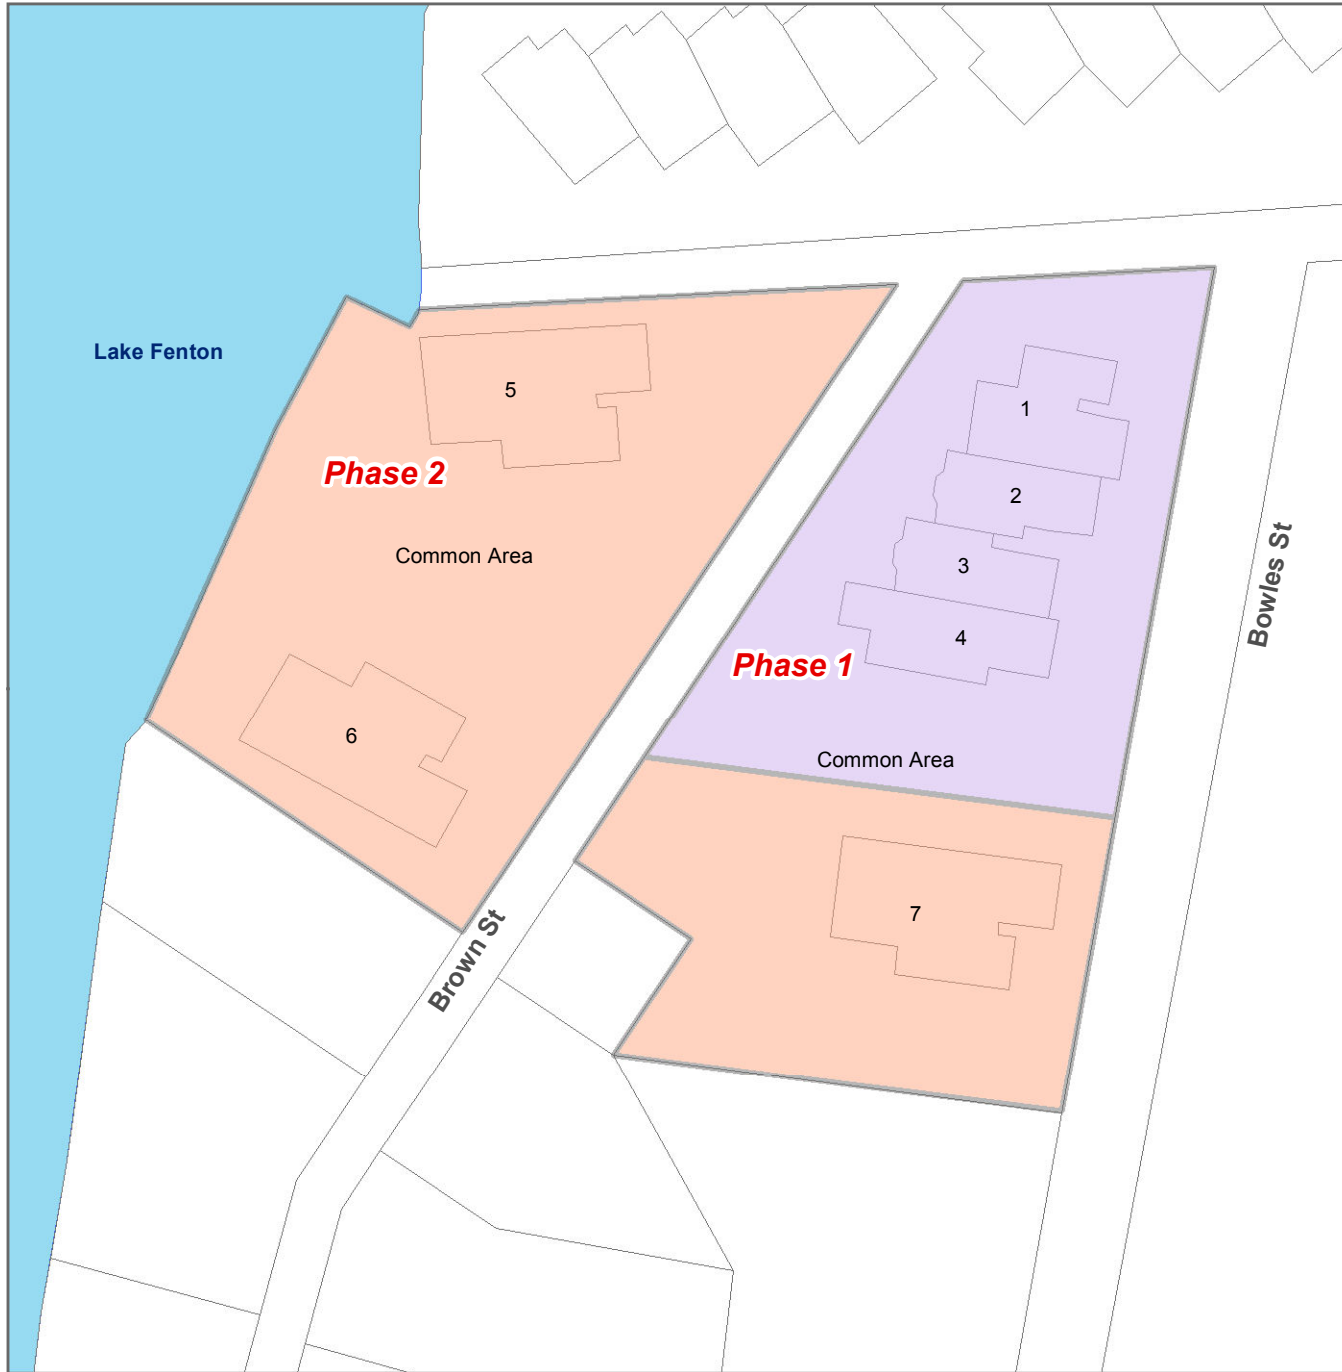 Lake Fenton
5
1
Phase 2
2
Common Area
3
Bowles St
4
Phase 1
6
Common Area
7
Brown St